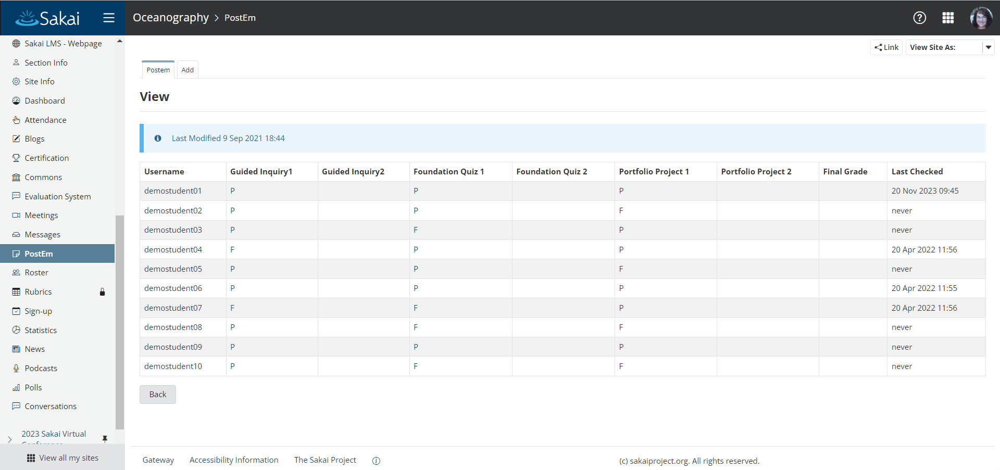 Sakai
Oceanography > PostEm
Sakai LMS - Webpage
Section Info
Site Info
Dashboard
Attendance
Blogs
Certification
Commons
Evaluation System
Meetings
Messages
PostEm
Roster
Rubrics
Sign-up
Statistics
News
Podcasts
Polls
Conversations
2023 Sakai Virtual
Conference
View all my sites
Link View Site As:
Postem Add
View
Last Modified 9 Sep 2021 18:44
Username Guided Inquiry1 Guided Inquiry2 Foundation Quiz 1 Foundation Quiz 2 Portfolio Project 1 Portfolio Project 2 Final Grade Last Checked
demostudent01 P P P 20 Nov 2023 09:45
demostudent02 P P F never
demostudent03 P F P never
demostudent04 F P P 20 Apr 2022 11:56
demostudent05 P P F never
demostudent06 P P P 20 Apr 2022 11:55
demostudent07 F F P 20 Apr 2022 11:56
demostudent08 P F F never
demostudent09 P P P never
demostudent10 P F F never
Back
Gateway Accessibility Information The Sakai Project (c) sakaiproject.org. All rights reserved.